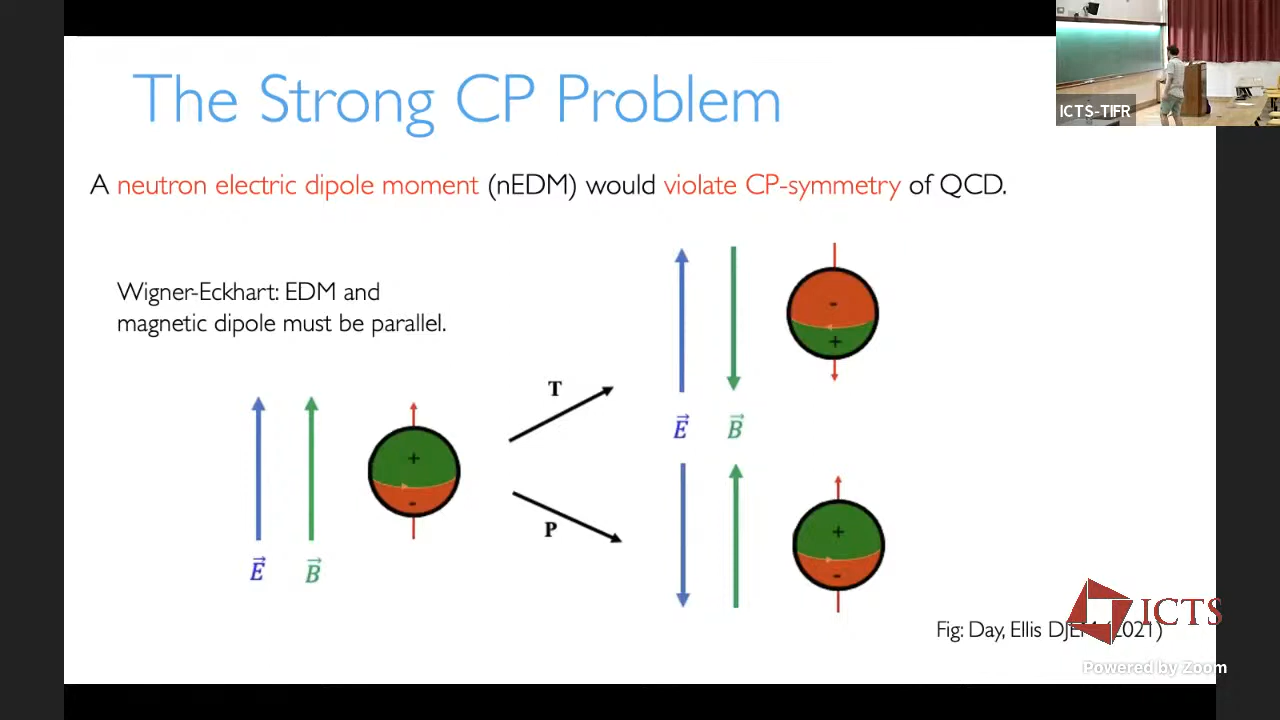 The Strong CP Problem
ICTS-TIFR
A neutron electric dipole moment (nEDM) would violate CP-symmetry of QCD.
Wigner-Eckhart: EDM and
magnetic dipole must be parallel.
T
P
E⃗ B⃗
+
-
E⃗ B⃗
-
+
+
-
Fig: Day, Ellis (2021)
ICTS
Powered by Zoom